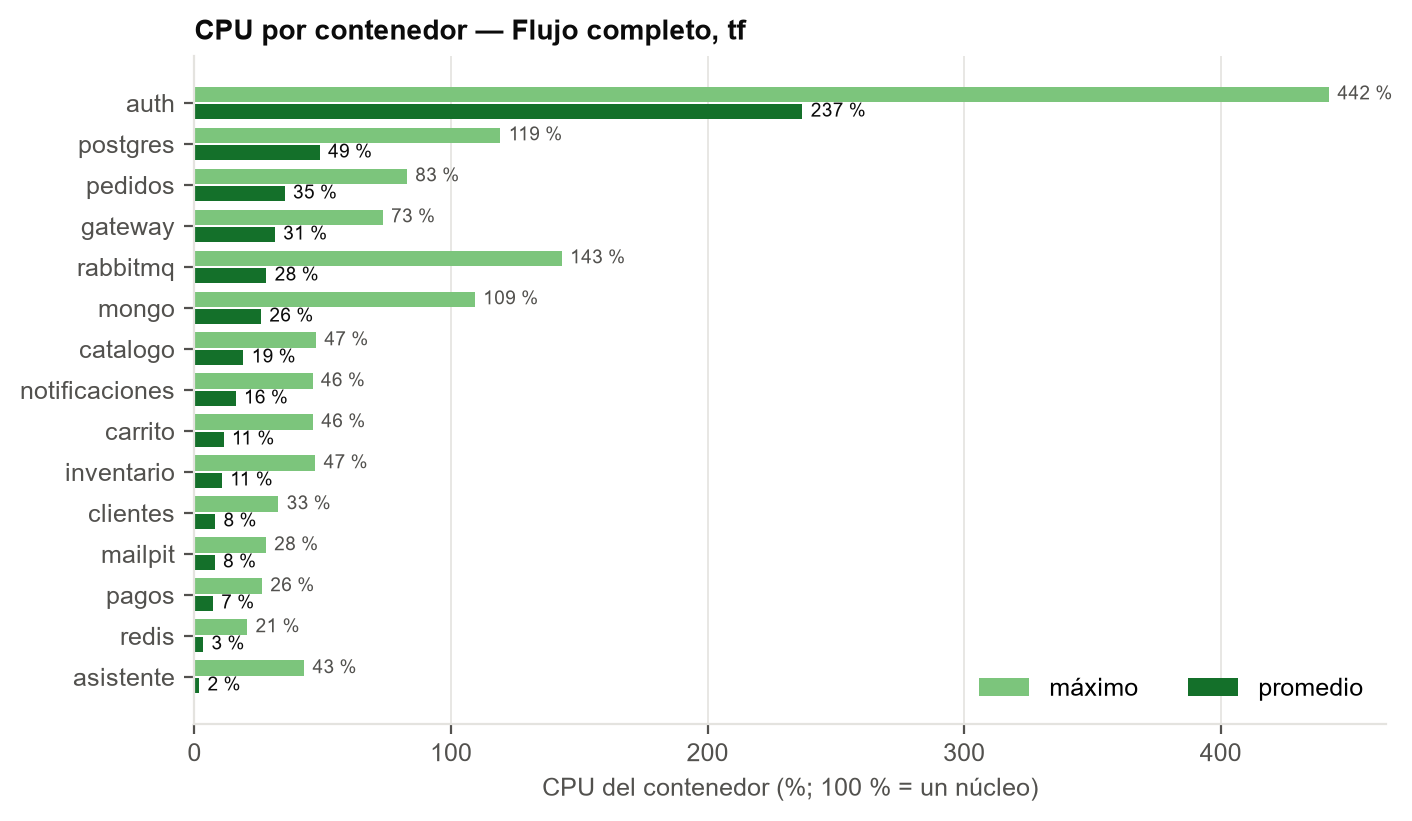 CPU por contenedor — Flujo completo, tf
auth
442 %
237 %
postgres
119 %
49 %
pedidos
83 %
35 %
gateway
73 %
31 %
rabbitmq
143 %
28 %
mongo
109 %
26 %
catalogo
47 %
19 %
notificaciones
46 %
16 %
carrito
46 %
11 %
inventario
47 %
11 %
clientes
33 %
8 %
mailpit
28 %
8 %
pagos
26 %
7 %
redis
21 %
3 %
asistente
43 %
2 %
máximo
promedio
0 100 200 300 400
CPU del contenedor (%; 100 % = un núcleo)